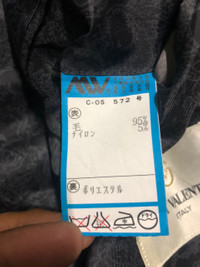 C-OS 572 号
表
毛 95%
ナイロン 5%
裏
ポリエステル
VALENT
ITALY